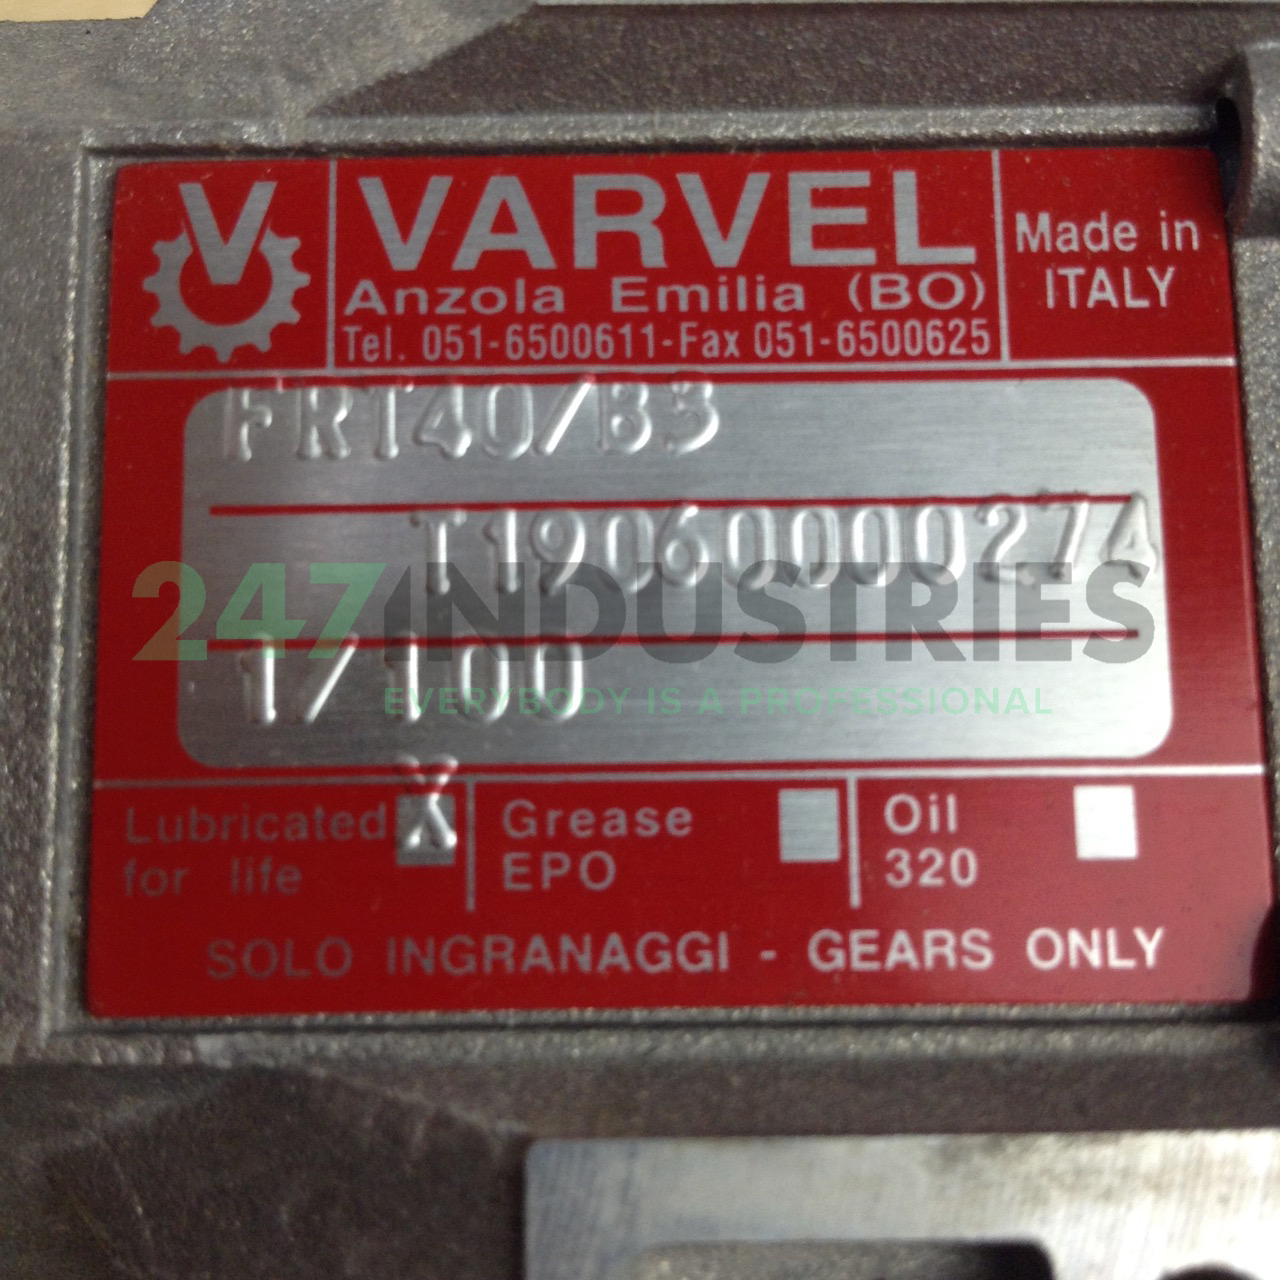 V
VARVEL
Anzola Emilia (BO)
Tel. 051-6500611-Fax 051-6500625
Made in
ITALY
FRT40/B3
T19060000274
247INDUSTRIES
1/100
EVERYBODY IS A PROFESSIONAL
Lubricated X
for life
Grease
EPO
Oil
320
SOLO INGRANAGGI - GEARS ONLY